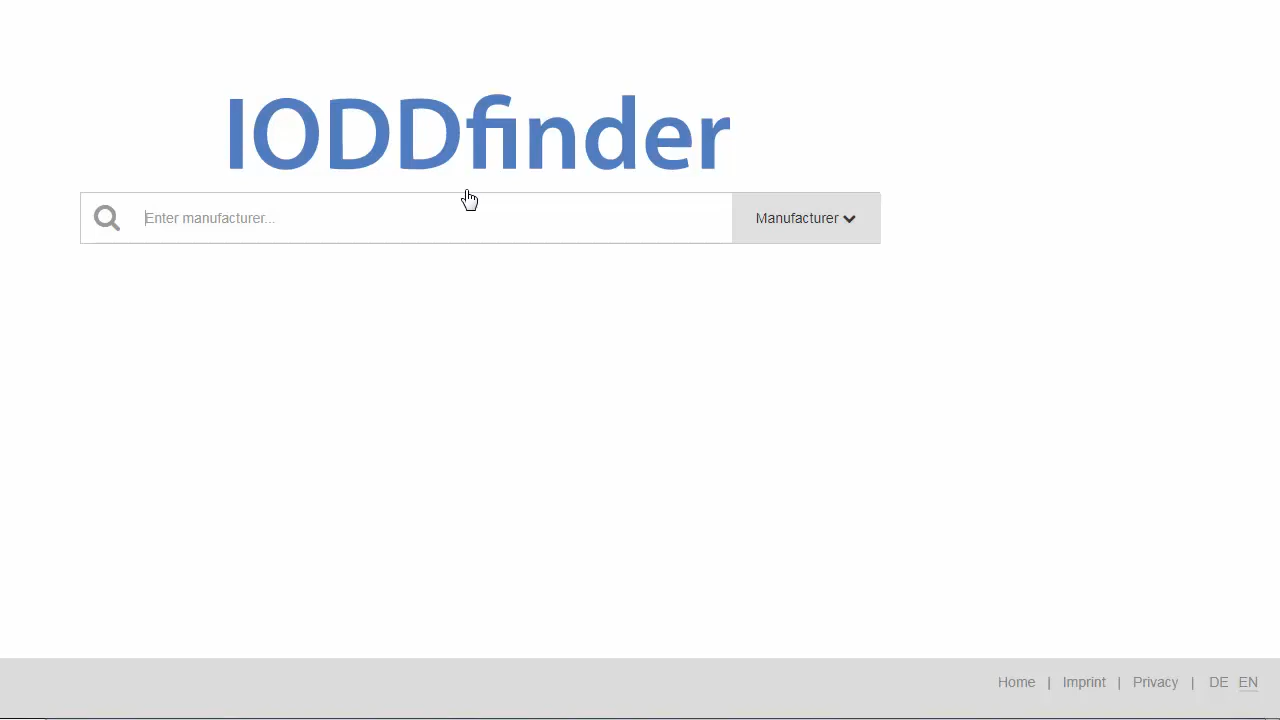 IODDfinder
Enter manufacturer...
Manufacturer
Home | Imprint | Privacy | DE EN